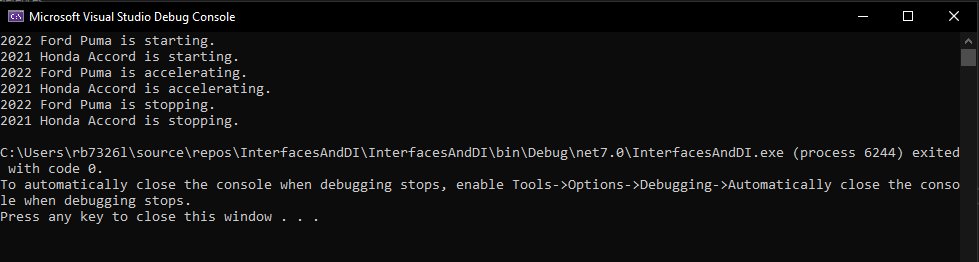 Microsoft Visual Studio Debug Console
2022 Ford Puma is starting.
2021 Honda Accord is starting.
2022 Ford Puma is accelerating.
2021 Honda Accord is accelerating.
2022 Ford Puma is stopping.
2021 Honda Accord is stopping.
C:\Users\rb7326l\source\repos\InterfacesAndDI\InterfacesAndDI\bin\Debug\net7.0\InterfacesAndDI.exe (process 6244) exited
with code 0.
To automatically close the console when debugging stops, enable Tools->Options->Debugging->Automatically close the conso
le when debugging stops.
Press any key to close this window . . .